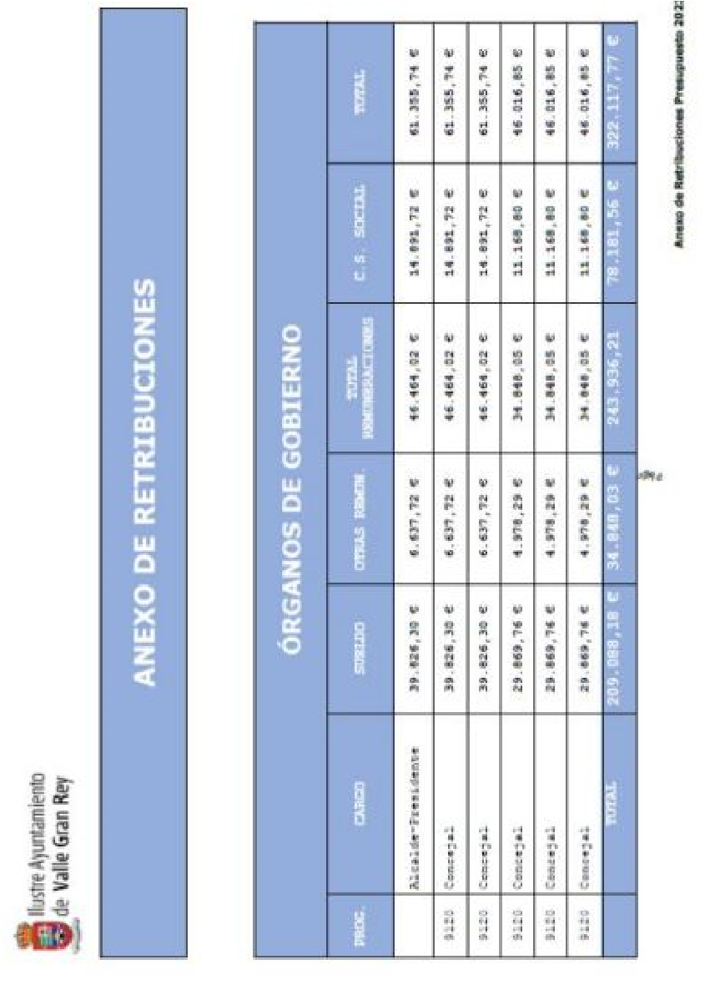 Ilustre Ayuntamiento
de Valle Gran Rey
ANEXO DE RETRIBUCIONES
ÓRGANOS DE GOBIERNO
PROG. CARGO SUELDO OTRAS REMUN. TOTAL REMUNERACIONES C.S. SOCIAL TOTAL
Alcalde-Presidente 39.826,30 € 6.637,72 € 46.464,02 € 14.891,72 € 61.355,74 €
9120 Concejal 39.826,30 € 6.637,72 € 46.464,02 € 14.891,72 € 61.355,74 €
9120 Concejal 39.826,30 € 6.637,72 € 46.464,02 € 14.891,72 € 61.355,74 €
9120 Concejal 29.869,76 € 4.978,29 € 34.848,05 € 11.168,80 € 46.016,85 €
9120 Concejal 29.869,76 € 4.978,29 € 34.848,05 € 11.168,80 € 46.016,85 €
9120 Concejal 29.869,76 € 4.978,29 € 34.848,05 € 11.168,80 € 46.016,85 €
TOTAL 209.088,18 € 34.848,03 € 243.936,21 78.181,56 € 322.117,77 €
Anexo de Retribuciones Presupuesto